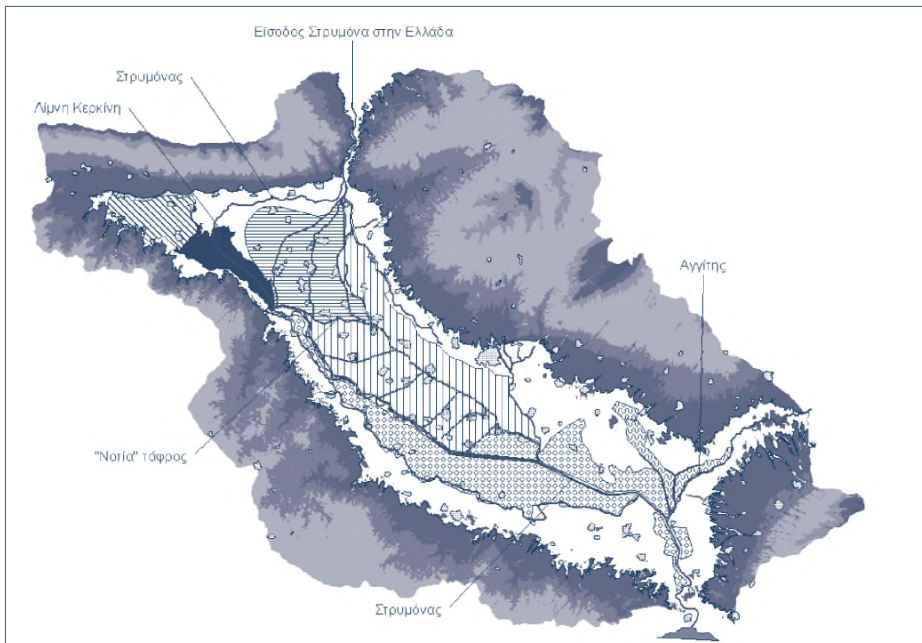 Είσοδος Στρυμόνα στην Ελλάδα
Στρυμόνας
Λίμνη Κερκίνη
Αγγίτης
"Νοτία" τάφρος
Στρυμόνας